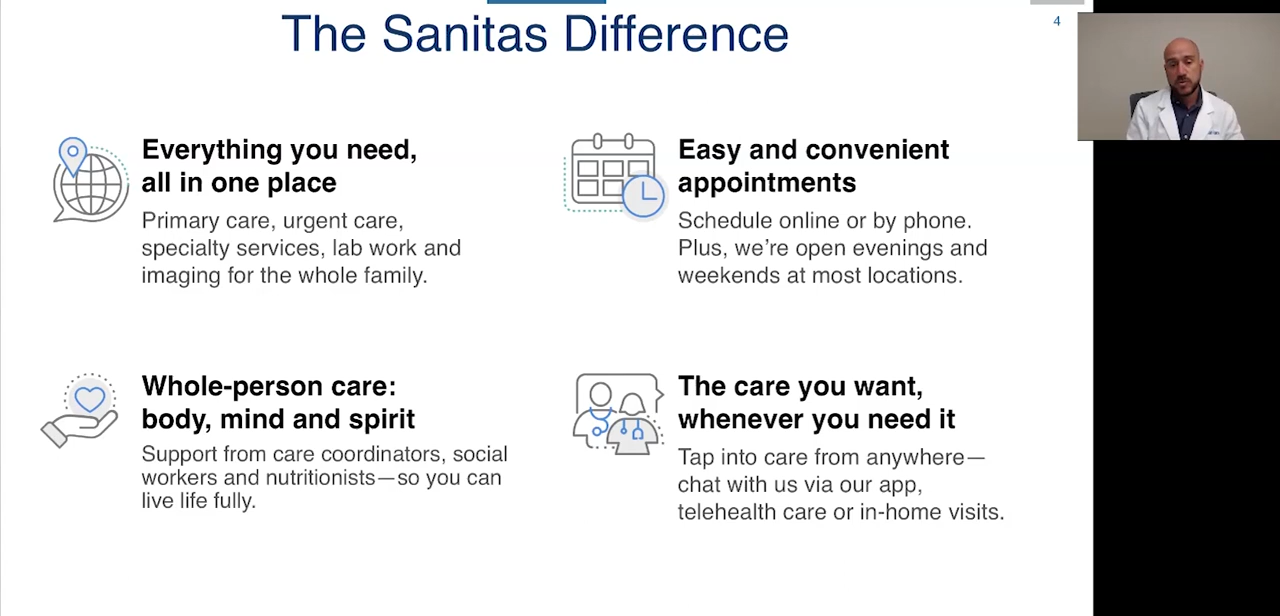 The Sanitas Difference
4
Everything you need,
all in one place
Primary care, urgent care,
specialty services, lab work and
imaging for the whole family.
Easy and convenient
appointments
Schedule online or by phone.
Plus, we’re open evenings and
weekends at most locations.
Whole-person care:
body, mind and spirit
Support from care coordinators, social
workers and nutritionists—so you can
live life fully.
The care you want,
whenever you need it
Tap into care from anywhere—
chat with us via our app,
telehealth care or in-home visits.